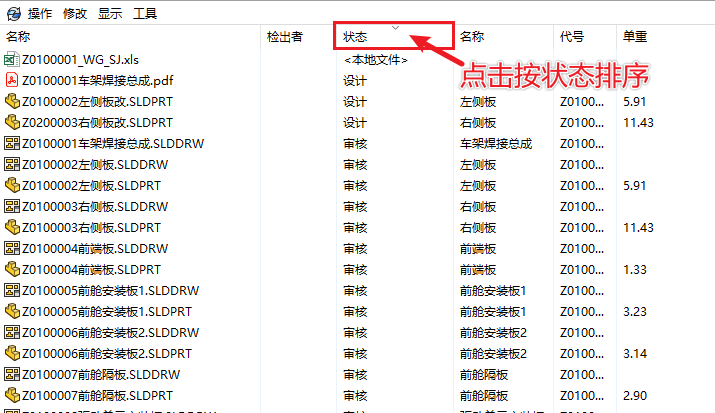 操作 修改 显示 工具
名称 检出者 状态 名称 代号 单重
点击按状态排序
Z0100001_WG_SJ.xls <本地文件>
Z0100001车架焊接总成.pdf 设计
Z0100002左侧板改.SLDPRT 设计 左侧板 Z0100... 5.91
Z0200003右侧板改.SLDPRT 设计 右侧板 Z0100... 11.43
Z0100001车架焊接总成.SLDDRW 审核 车架焊接总成 Z0100...
Z0100002左侧板.SLDDRW 审核 左侧板 Z0100...
Z0100002左侧板.SLDPRT 审核 左侧板 Z0100... 5.91
Z0100003右侧板.SLDDRW 审核 右侧板 Z0100...
Z0100003右侧板.SLDPRT 审核 右侧板 Z0100... 11.43
Z0100004前端板.SLDDRW 审核 前端板 Z0100...
Z0100004前端板.SLDPRT 审核 前端板 Z0100... 1.33
Z0100005前舱安装板1.SLDDRW 审核 前舱安装板1 Z0100...
Z0100005前舱安装板1.SLDPRT 审核 前舱安装板1 Z0100... 3.23
Z0100006前舱安装板2.SLDDRW 审核 前舱安装板2 Z0100...
Z0100006前舱安装板2.SLDPRT 审核 前舱安装板2 Z0100... 3.14
Z0100007前舱隔板.SLDDRW 审核 前舱隔板 Z0100...
Z0100007前舱隔板.SLDPRT 审核 前舱隔板 Z0100... 2.90